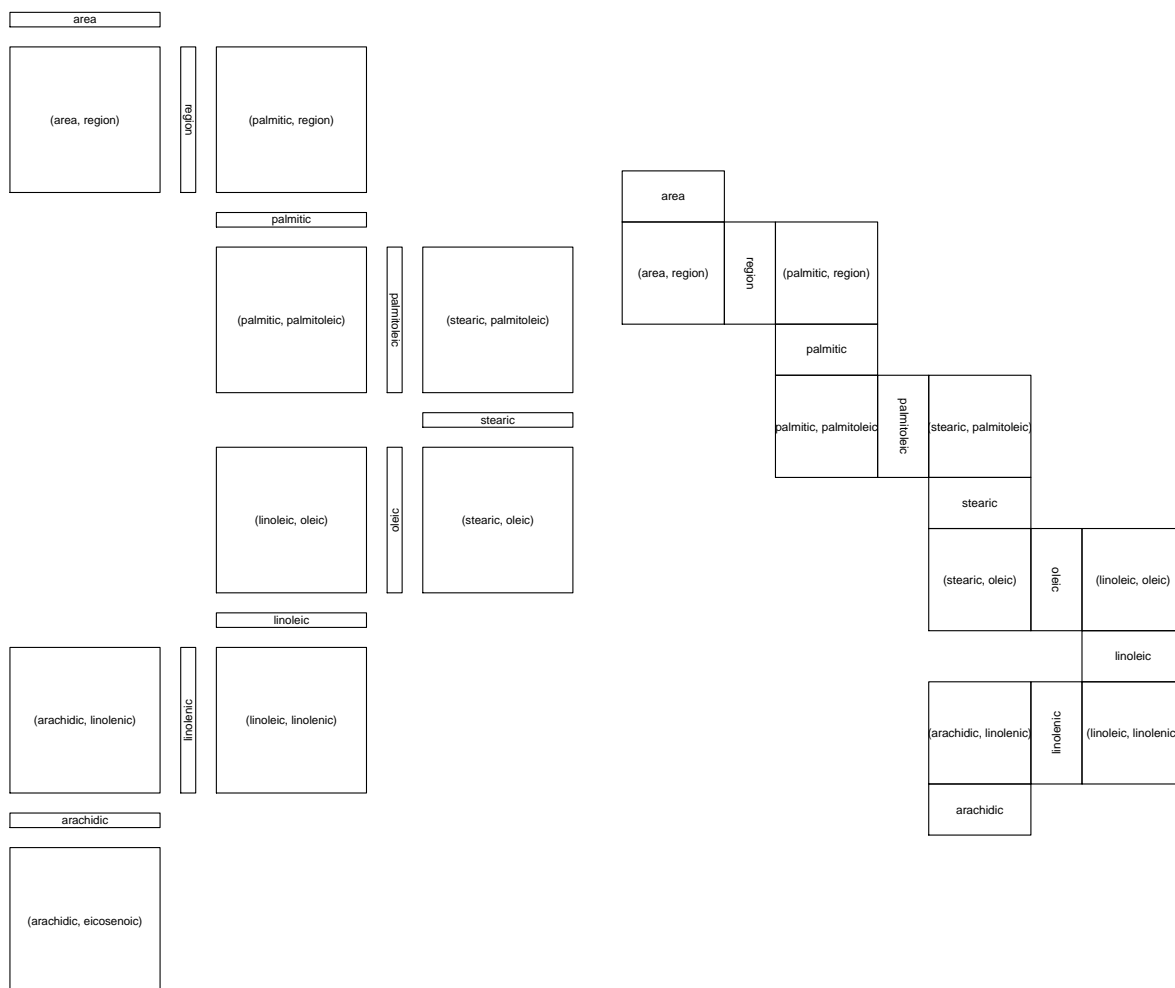 area
(area, region)
region
(palmitic, region)
palmitic
(palmitic, palmitoleic)
palmitoleic
(stearic, palmitoleic)
stearic
(linoleic, oleic)
oleic
(stearic, oleic)
linoleic
(arachidic, linolenic)
linolenic
(linoleic, linolenic)
arachidic
(arachidic, eicosenoic)
area
(area, region)
region
(palmitic, region)
palmitic
palmitic, palmitoleic
palmitoleic
(stearic, palmitoleic)
stearic
(stearic, oleic)
oleic
(linoleic, oleic)
linoleic
(arachidic, linolenic)
linolenic
(linoleic, linolenic
arachidic